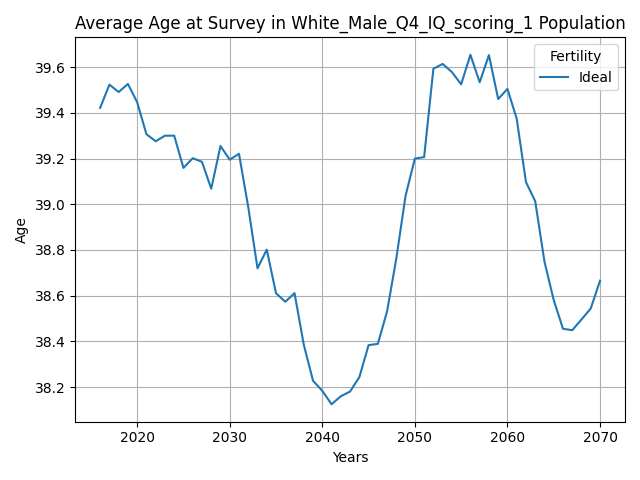 Average Age at Survey in White_Male_Q4_IQ_scoring_1 Population
Fertility
Ideal
39.6
39.4
39.2
39.0
38.8
38.6
38.4
38.2
Age
2020 2030 2040 2050 2060 2070
Years